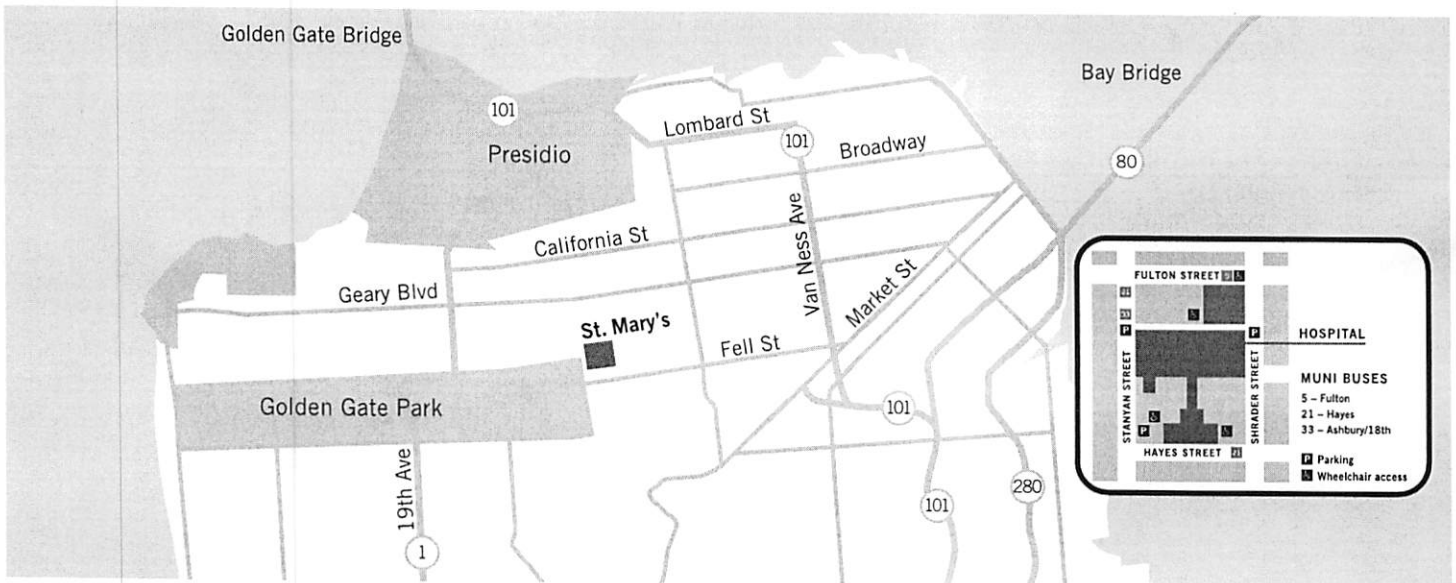 Golden Gate Bridge
Bay Bridge
101
Presidio
Lombard St
101
Broadway
80
California St
Van Ness Ave
Geary Blvd
Market St
St. Mary's
Fell St
Golden Gate Park
19th Ave
1
101
101
280
FULTON STREET 5
21
33
P
P
HOSPITAL
STANYAN STREET
SHRADER STREET
MUNI BUSES
5 – Fulton
21 – Hayes
33 – Ashbury/18th
P
HAYES STREET 21
P Parking
Wheelchair access